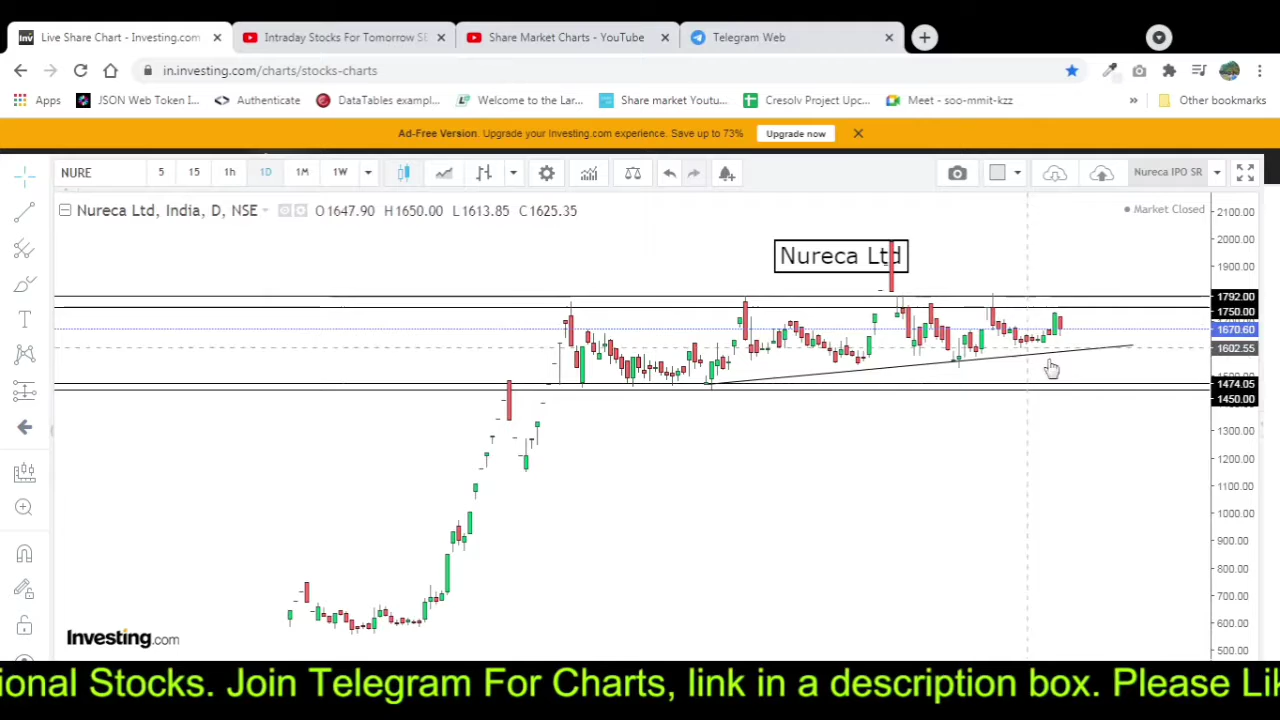 Live Share Chart - Investing.com
Intraday Stocks For Tomorrow SE
Share Market Charts - YouTube
Telegram Web
in.investing.com/charts/stocks-charts
Apps
JSON Web Token I...
Authenticate
DataTables exampl...
Welcome to the Lar...
Share market Youtu...
Cresolv Project Upc...
Meet - soo-mmit-kzz
»
Other bookmarks
Ad-Free Version. Upgrade your Investing.com experience. Save up to 73%
Upgrade now
NURE
5
15
1h
1D
1M
1W
Nureca IPO SR
Nureca Ltd, India, D, NSE
O1647.90 H1650.00 L1613.85 C1625.35
Market Closed
Nureca Ltd
2100.00
2000.00
1900.00
1792.00
1750.00
1670.60
1602.55
1474.05
1450.00
1300.00
1200.00
1100.00
1000.00
900.00
800.00
700.00
600.00
500.00
Investing.com
ional Stocks. Join Telegram For Charts, link in a description box. Please Lik